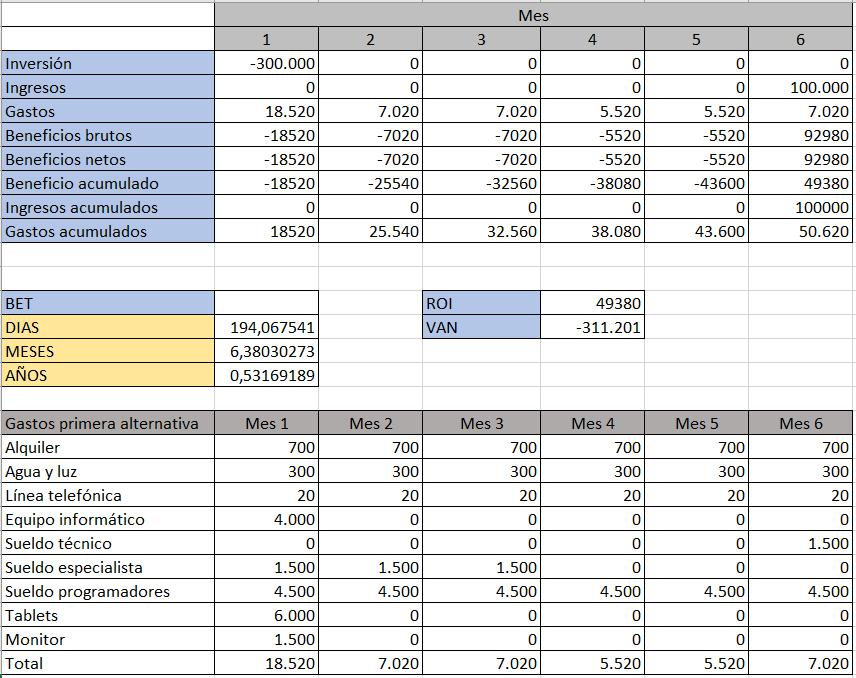 Mes
1 2 3 4 5 6
Inversión -300.000 0 0 0 0 0
Ingresos 0 0 0 0 0 100.000
Gastos 18.520 7.020 7.020 5.520 5.520 7.020
Beneficios brutos -18520 -7020 -7020 -5520 -5520 92980
Beneficios netos -18520 -7020 -7020 -5520 -5520 92980
Beneficio acumulado -18520 -25540 -32560 -38080 -43600 49380
Ingresos acumulados 0 0 0 0 0 100000
Gastos acumulados 18520 25.540 32.560 38.080 43.600 50.620
BET ROI 49380
DIAS 194,067541 VAN -311.201
MESES 6,38030273
AÑOS 0,53169189
Gastos primera alternativa Mes 1 Mes 2 Mes 3 Mes 4 Mes 5 Mes 6
Alquiler 700 700 700 700 700 700
Agua y luz 300 300 300 300 300 300
Línea telefónica 20 20 20 20 20 20
Equipo informático 4.000 0 0 0 0 0
Sueldo técnico 0 0 0 0 0 1.500
Sueldo especialista 1.500 1.500 1.500 0 0 0
Sueldo programadores 4.500 4.500 4.500 4.500 4.500 4.500
Tablets 6.000 0 0 0 0 0
Monitor 1.500 0 0 0 0 0
Total 18.520 7.020 7.020 5.520 5.520 7.020